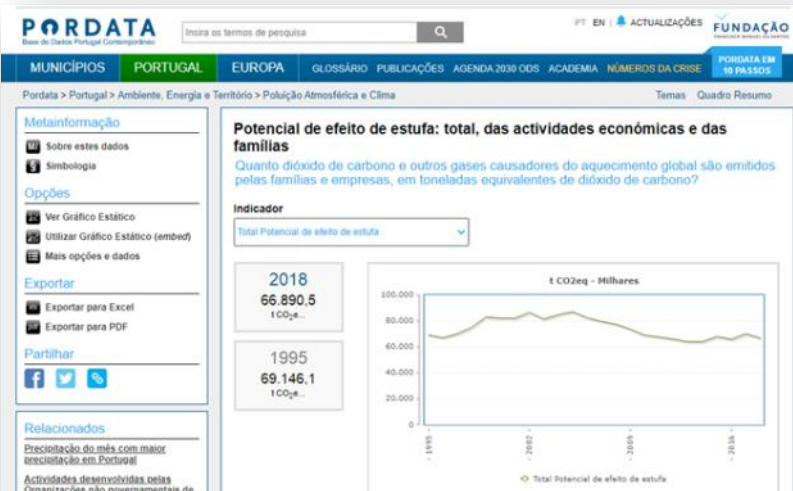 PORDATA
Base de Dados Portugal Contemporâneo
Insira os termos de pesquisa
PT | EN | ACTUALIZAÇÕES
FUNDAÇÃO
FRANCISCO MANUEL DOS SANTOS
MUNICÍPIOS PORTUGAL EUROPA GLOSSÁRIO PUBLICAÇÕES AGENDA 2030 ODS ACADEMIA NÚMEROS DA CRISE
PORDATA EM
10 PASSOS
Pordata > Portugal > Ambiente, Energia e Território > Poluição Atmosférica e Clima
Temas Quadro Resumo
Metainformação
Sobre estes dados
Simbologia
Opções
Ver Gráfico Estático
Utilizar Gráfico Estático (embed)
Mais opções e dados
Exportar
Exportar para Excel
Exportar para PDF
Partilhar
Relacionados
Precipitação do mês com maior
precipitação em Portugal
Actividades desenvolvidas pelas
Organizações não governamentais de
Potencial de efeito de estufa: total, das actividades económicas e das
famílias
Quanto dióxido de carbono e outros gases causadores do aquecimento global são emitidos
pelas famílias e empresas, em toneladas equivalentes de dióxido de carbono?
Indicador
Total Potencial de efeito de estufa
2018
66.890,5
t CO2e...
1995
69.146,1
t CO2e...
t CO2eq - Milhares
100.000
80.000
60.000
40.000
20.000
0
- 1995 -
- 2002 -
- 2009 -
- 2016 -
Total Potencial de efeito de estufa